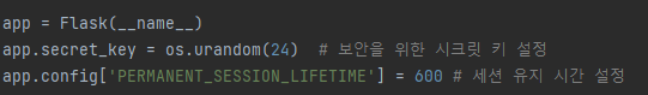 app = Flask(__name__)
app.secret_key = os.urandom(24)  # 보안을 위한 시크릿 키 설정
app.config['PERMANENT_SESSION_LIFETIME'] = 600 # 세션 유지 시간 설정